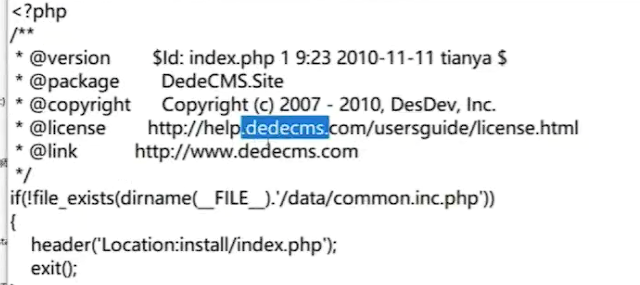 <?php
/**
* @version $Id: index.php 1 9:23 2010-11-11 tianya $
* @package DedeCMS.Site
* @copyright Copyright (c) 2007 - 2010, DesDev, Inc.
* @license http://help.dedecms.com/usersguide/license.html
* @link http://www.dedecms.com
*/
if(!file_exists(dirname(__FILE__).'/data/common.inc.php'))
{
header('Location:install/index.php');
exit();